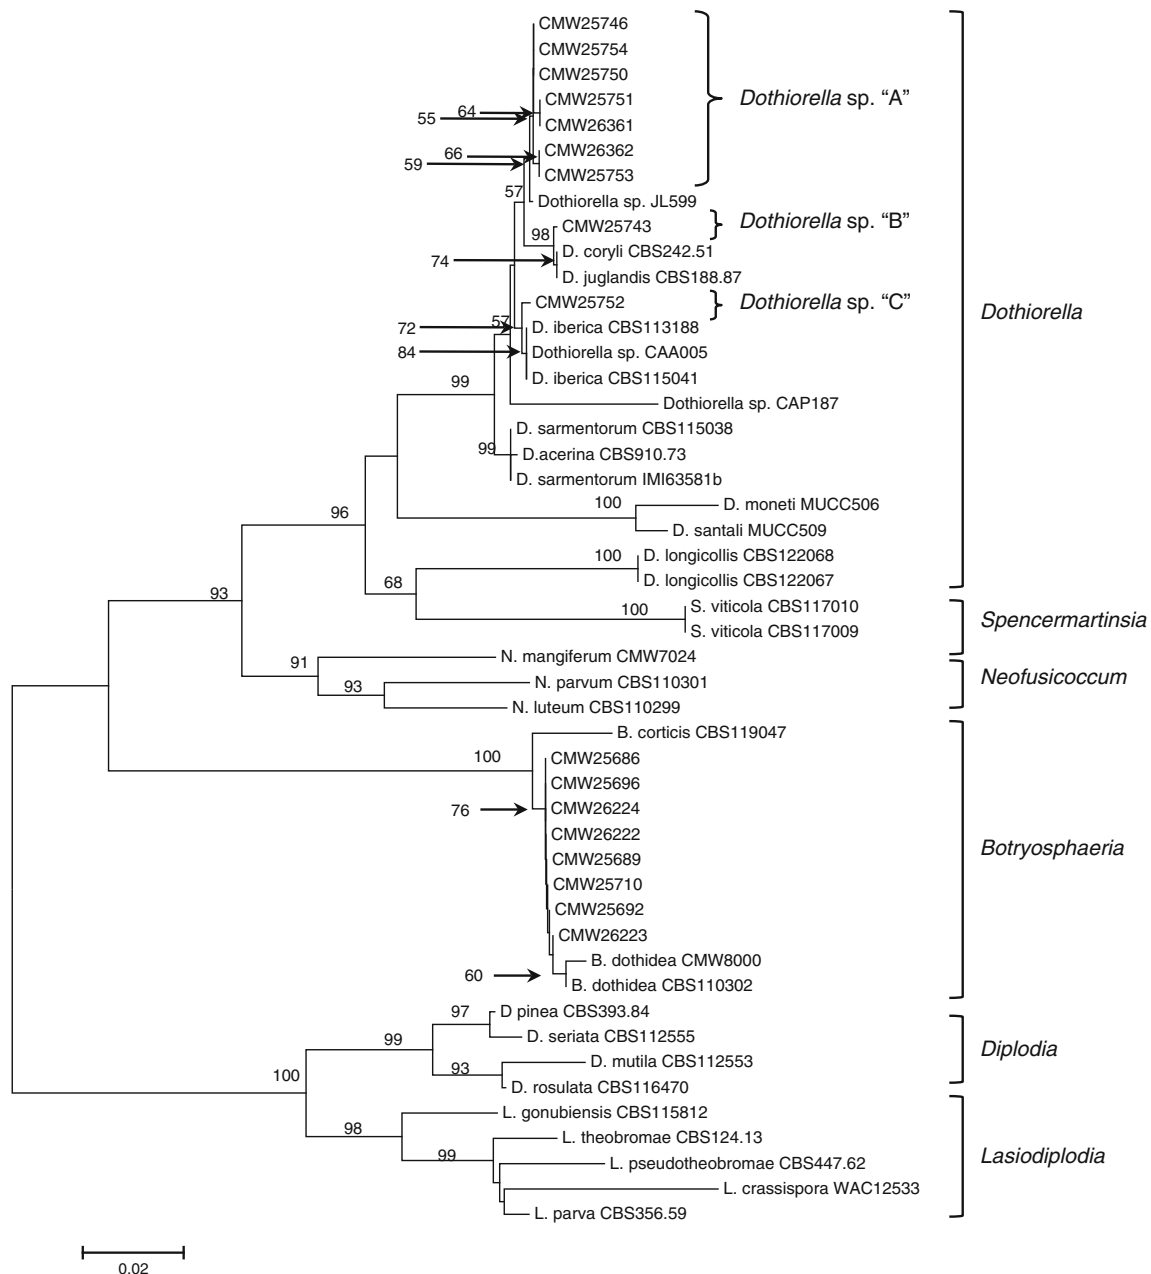 CMW25746
CMW25754
CMW25750
CMW25751
CMW26361
CMW26362
CMW25753
Dothiorella sp. JL599
CMW25743
D. coryli CBS242.51
D. juglandis CBS188.87
CMW25752
D. iberica CBS113188
Dothiorella sp. CAA005
D. iberica CBS115041
Dothiorella sp. CAP187
D. sarmentorum CBS115038
D.acerina CBS910.73
D. sarmentorum IMI63581b
D. moneti MUCC506
D. santali MUCC509
D. longicollis CBS122068
D. longicollis CBS122067
S. viticola CBS117010
S. viticola CBS117009
N. mangiferum CMW7024
N. parvum CBS110301
N. luteum CBS110299
B. corticis CBS119047
CMW25686
CMW25696
CMW26224
CMW26222
CMW25689
CMW25710
CMW25692
CMW26223
B. dothidea CMW8000
B. dothidea CBS110302
D pinea CBS393.84
D. seriata CBS112555
D. mutila CBS112553
D. rosulata CBS116470
L. gonubiensis CBS115812
L. theobromae CBS124.13
L. pseudotheobromae CBS447.62
L. crassispora WAC12533
L. parva CBS356.59
64
55
66
59
57
98
74
57
72
84
99
99
100
96
100
68
100
93
91
93
100
76
60
97
99
93
100
98
99
Dothiorella sp. “A”
Dothiorella sp. “B”
Dothiorella sp. “C”
Dothiorella
Spencermartinsia
Neofusicoccum
Botryosphaeria
Diplodia
Lasiodiplodia
0.02